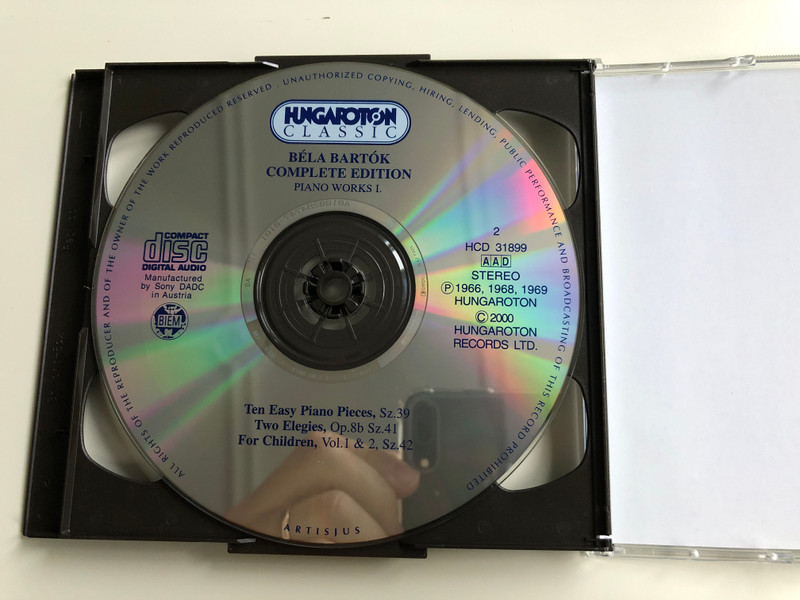 ALL RIGHTS OF THE REPRODUCER AND OF THE OWNER OF THE WORK REPRODUCED RESERVED · UNAUTHORIZED COPYING, HIRING, LENDING, PUBLIC PERFORMANCE AND BROADCASTING OF THIS RECORD PROHIBITED
HUNGAROTON
CLASSIC
BÉLA BARTÓK
COMPLETE EDITION
PIANO WORKS I.
COMPACT
disc
DIGITAL AUDIO
Manufactured
by Sony DADC
in Austria
BIEM
2
HCD 31899
AAD
STEREO
Ⓟ 1966, 1968, 1969
HUNGAROTON
© 2000
HUNGAROTON
RECORDS LTD.
Ten Easy Piano Pieces, Sz.39
Two Elegies, Op.8b Sz.41
For Children, Vol.1 & 2, Sz.42
ARTISJUS